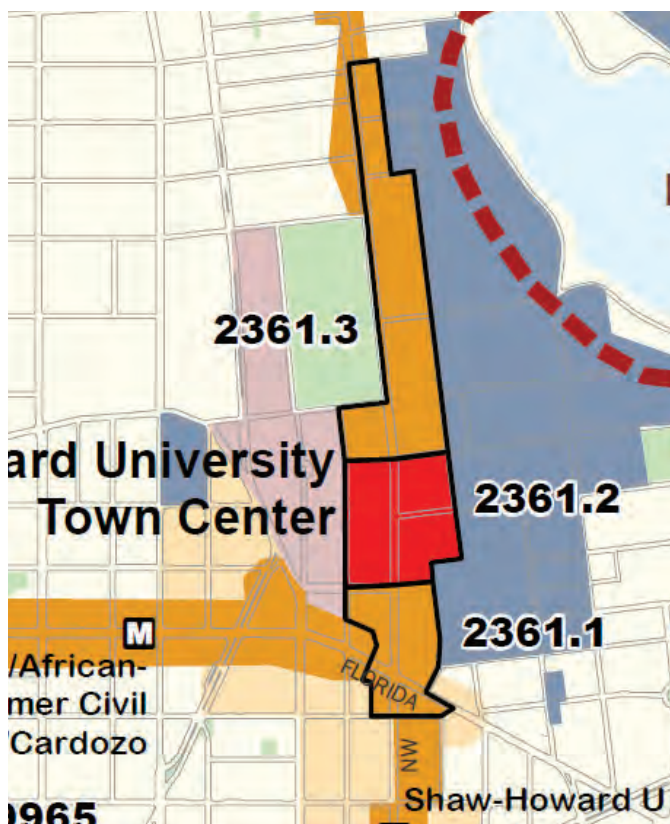 2361.3
ard University
Town Center
2361.2
M
2361.1
/African-
mer Civil
/Cardozo
FLORIDA
NW
Shaw-Howard U
9965